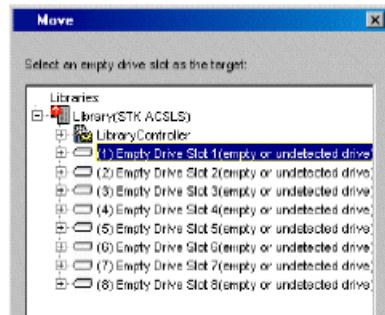 Move
Select an empty drive slot as the target:
Libraries
Library(STK ACSLS)
LibraryController
(1) Empty Drive Slot 1(empty or undetected drive)
(2) Empty Drive Slot 2(empty or undetected drive)
(3) Empty Drive Slot 3(empty or undetected drive)
(4) Empty Drive Slot 4(empty or undetected drive)
(5) Empty Drive Slot 5(empty or undetected drive)
(6) Empty Drive Slot 6(empty or undetected drive)
(7) Empty Drive Slot 7(empty or undetected drive)
(8) Empty Drive Slot 8(empty or undetected drive)